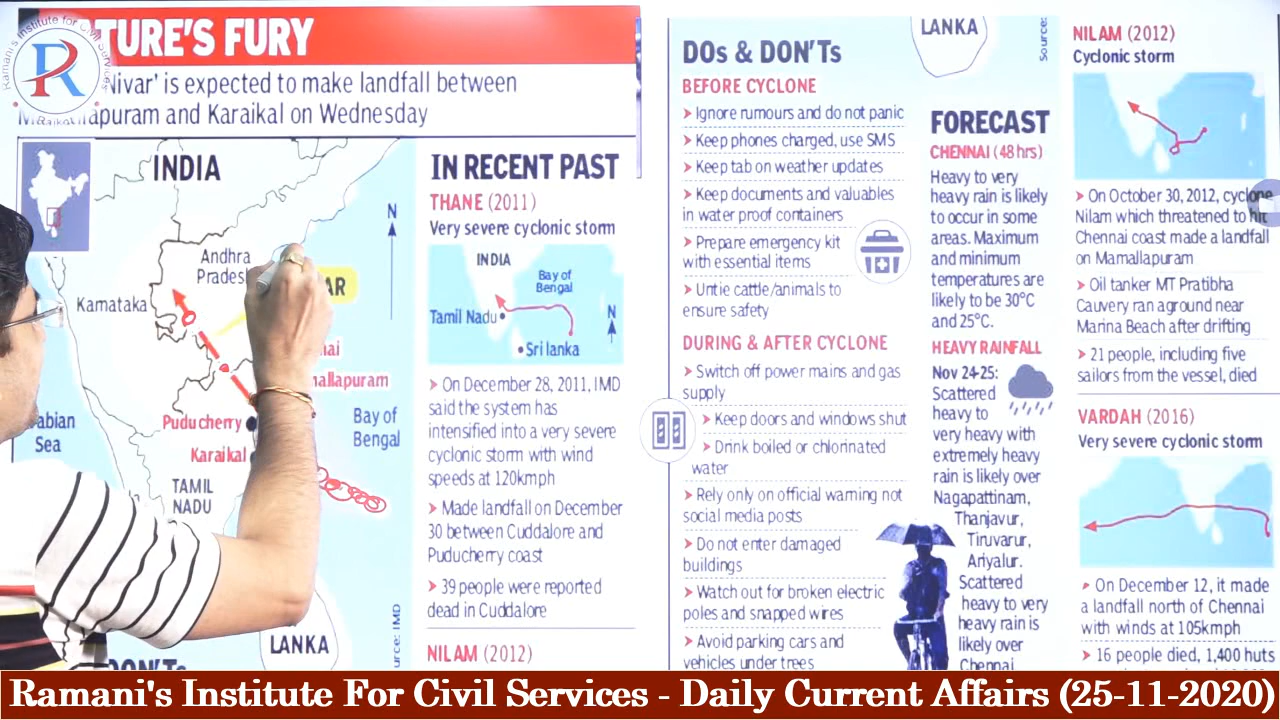 Ramani's Institute for Civil Services
R
Rajkot
TURE'S FURY
Nivar' is expected to make landfall between
apuram and Karaikal on Wednesday
INDIA
N
Andhra
Prades
AR
Karnataka
nai
mallapuram
Puducherry
Bay of
Bengal
abian
Sea
Karaikal
TAMIL
NADU
LANKA
urce: IMD
DON'Ts
IN RECENT PAST
THANE (2011)
Very severe cyclonic storm
INDIA
Bay of
Bengal
Tamil Nadu
N
Sri lanka
➤ On December 28, 2011, IMD
said the system has
intensified into a very severe
cyclonic storm with wind
speeds at 120kmph
➤ Made landfall on December
30 between Cuddalore and
Puducherry coast
➤ 39 people were reported
dead in Cuddalore
NILAM (2012)
LANKA
Source:
DOs & DON'Ts
BEFORE CYCLONE
➤ Ignore rumours and do not panic
➤ Keep phones charged, use SMS
➤ Keep tab on weather updates
➤ Keep documents and valuables
in water proof containers
➤ Prepare emergency kit
with essential items
➤ Untie cattle/animals to
ensure safety
DURING & AFTER CYCLONE
➤ Switch off power mains and gas
supply
➤ Keep doors and windows shut
➤ Drink boiled or chlorinated
water
➤ Rely only on official warning not
social media posts
➤ Do not enter damaged
buildings
➤ Watch out for broken electric
poles and snapped wires
➤ Avoid parking cars and
vehicles under trees
FORECAST
CHENNAI (48 hrs)
Heavy to very
heavy rain is likely
to occur in some
areas. Maximum
and minimum
temperatures are
likely to be 30°C
and 25°C.
HEAVY RAINFALL
Nov 24-25:
Scattered
heavy to
very heavy with
extremely heavy
rain is likely over
Nagapattinam,
Thanjavur,
Tiruvarur,
Ariyalur.
Scattered
heavy to very
heavy rain is
likely over
Chennai
NILAM (2012)
Cyclonic storm
➤ On October 30, 2012, cyclone
Nilam which threatened to hit
Chennai coast made a landfall
on Mamallapuram
➤ Oil tanker MT Pratibha
Cauvery ran aground near
Marina Beach after drifting
➤ 21 people, including five
sailors from the vessel, died
VARDAH (2016)
Very severe cyclonic storm
➤ On December 12, it made
a landfall north of Chennai
with winds at 105kmph
➤ 16 people died, 1,400 huts
Ramani's Institute For Civil Services - Daily Current Affairs (25-11-2020)